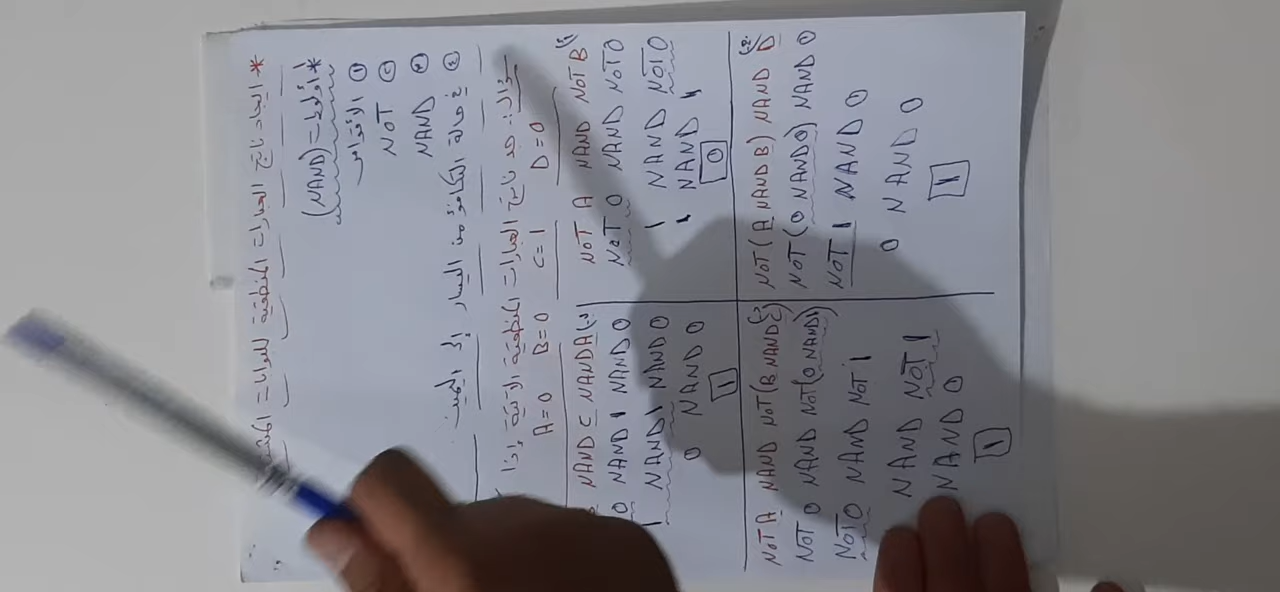 * ايجاد ناتج العبارات المنطقية للبوابات
* أولوية (NAND)
① الأقواس
② NOT
③ NAND
④ في حالة التكافؤ من اليسار إلى اليمين
سؤال: جد ناتج العبارات المنطقية الآتية إذا
A=0 B=0 C=1 D=0
NOT A NAND NOT B (أ
NOT 0 NAND NOT 0
1 NAND NOT 0
1 NAND 1
0
B NAND C NAND A (ب
0 NAND 1 NAND 0
1 NAND 0
0 NAND 0
1
NOT (A NAND B) NAND D
NOT (0 NAND 0) NAND 0
NOT 1 NAND 0
0 NAND 0
1
NOT A NAND NOT (B NAND C)
NOT 0 NAND NOT (0 NAND 1)
NOT 0 NAND NOT 1
NAND NOT 1
NAND 0
1